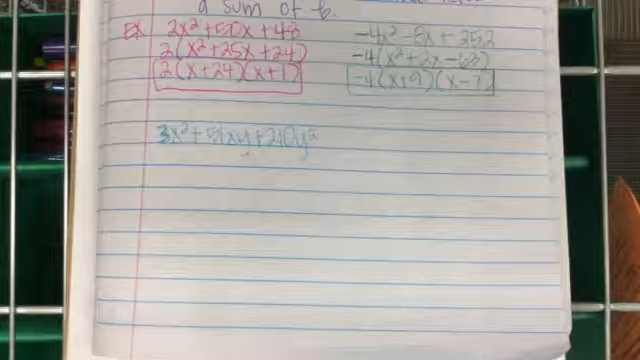 a sum of b.
EX 2x² + 50x + 48
2(x² + 25x + 24)
2(x + 24)(x + 1)
-4x² - 8x + 252
-4(x² + 2x - 63)
-4(x + 9)(x - 7)
3x² + 51xy + 210y²